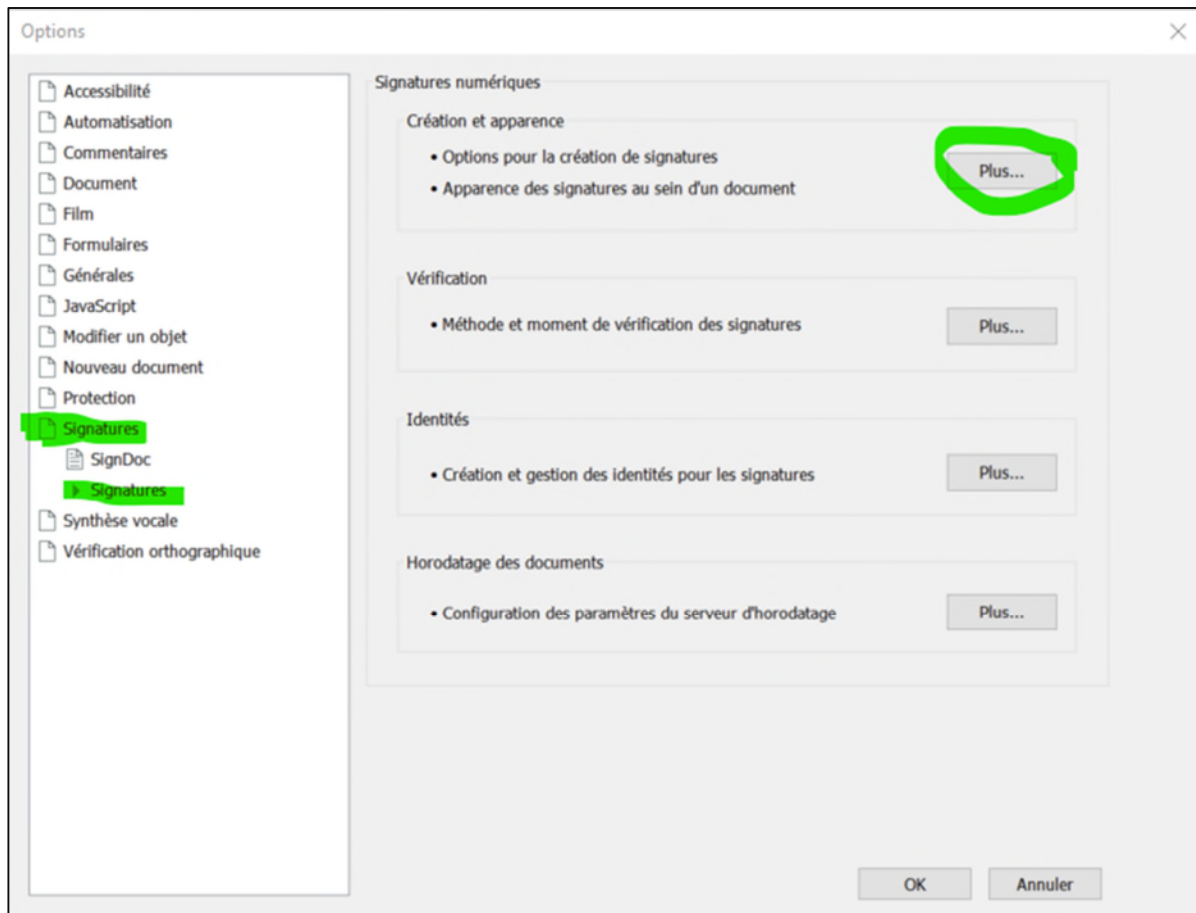 Options
Accessibilité
Automatisation
Commentaires
Document
Film
Formulaires
Générales
JavaScript
Modifier un objet
Nouveau document
Protection
Signatures
SignDoc
Signatures
Synthèse vocale
Vérification orthographique
Signatures numériques
Création et apparence
• Options pour la création de signatures
• Apparence des signatures au sein d'un document
Plus...
Vérification
• Méthode et moment de vérification des signatures
Plus...
Identités
• Création et gestion des identités pour les signatures
Plus...
Horodatage des documents
• Configuration des paramètres du serveur d'horodatage
Plus...
OK
Annuler